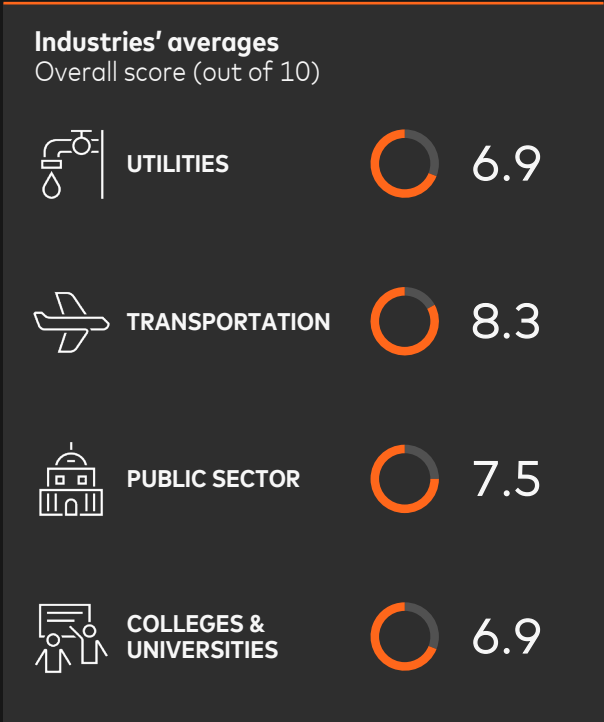 Industries’ averages
Overall score (out of 10)
UTILITIES 6.9
TRANSPORTATION 8.3
PUBLIC SECTOR 7.5
COLLEGES &
UNIVERSITIES 6.9